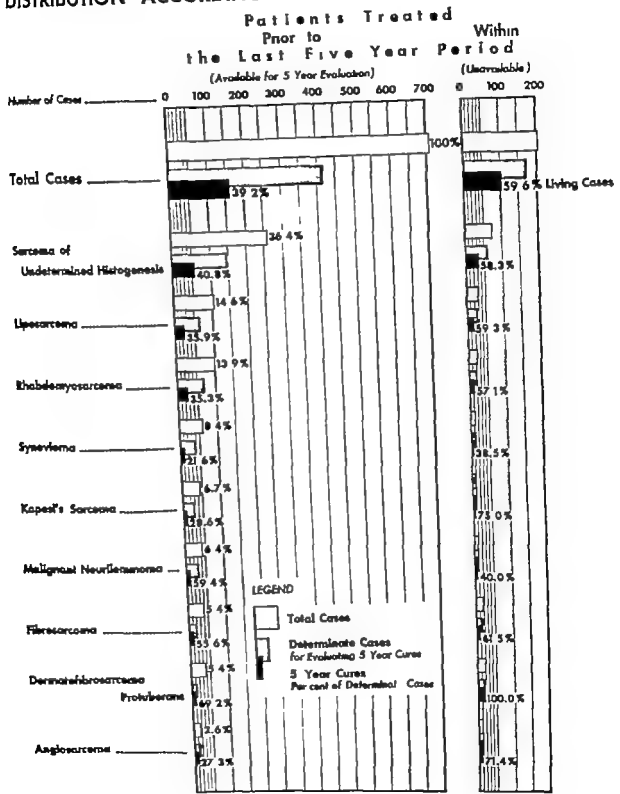 DISTRIBUTION
Patients Treated
Prior to Within
the Last Five Year Period
(Available for 5 Year Evaluation) (Unavailable)
Number of Cases 0 100 200 300 400 500 600 700 0 100 200
100%
Total Cases
39 2% 59 6% Living Cases
36 4%
Sarcoma of
Undetermined Histogenesis 40.8% 58.3%
14 6%
Liposarcoma 35.9% 59 3%
13 9%
Rhabdomyosarcoma 35.3% 57 1%
8 4%
Synovioma 21 6% 38.5%
6.7%
Kaposi's Sarcoma 28.6% 75 0%
6 4%
Malignant Neurilemmoma 59 4% 40.0%
5 4%
Fibrosarcoma 55 6% 61.5%
5 4%
Dermatofibrosarcoma
Protuberans 69 2% 100.0%
2.6%
Angiosarcoma 27 3% 71.4%
LEGEND
Total Cases
Determinate Cases
for Evaluating 5 Year Cures
5 Year Cures
Per cent of Determinal Cases